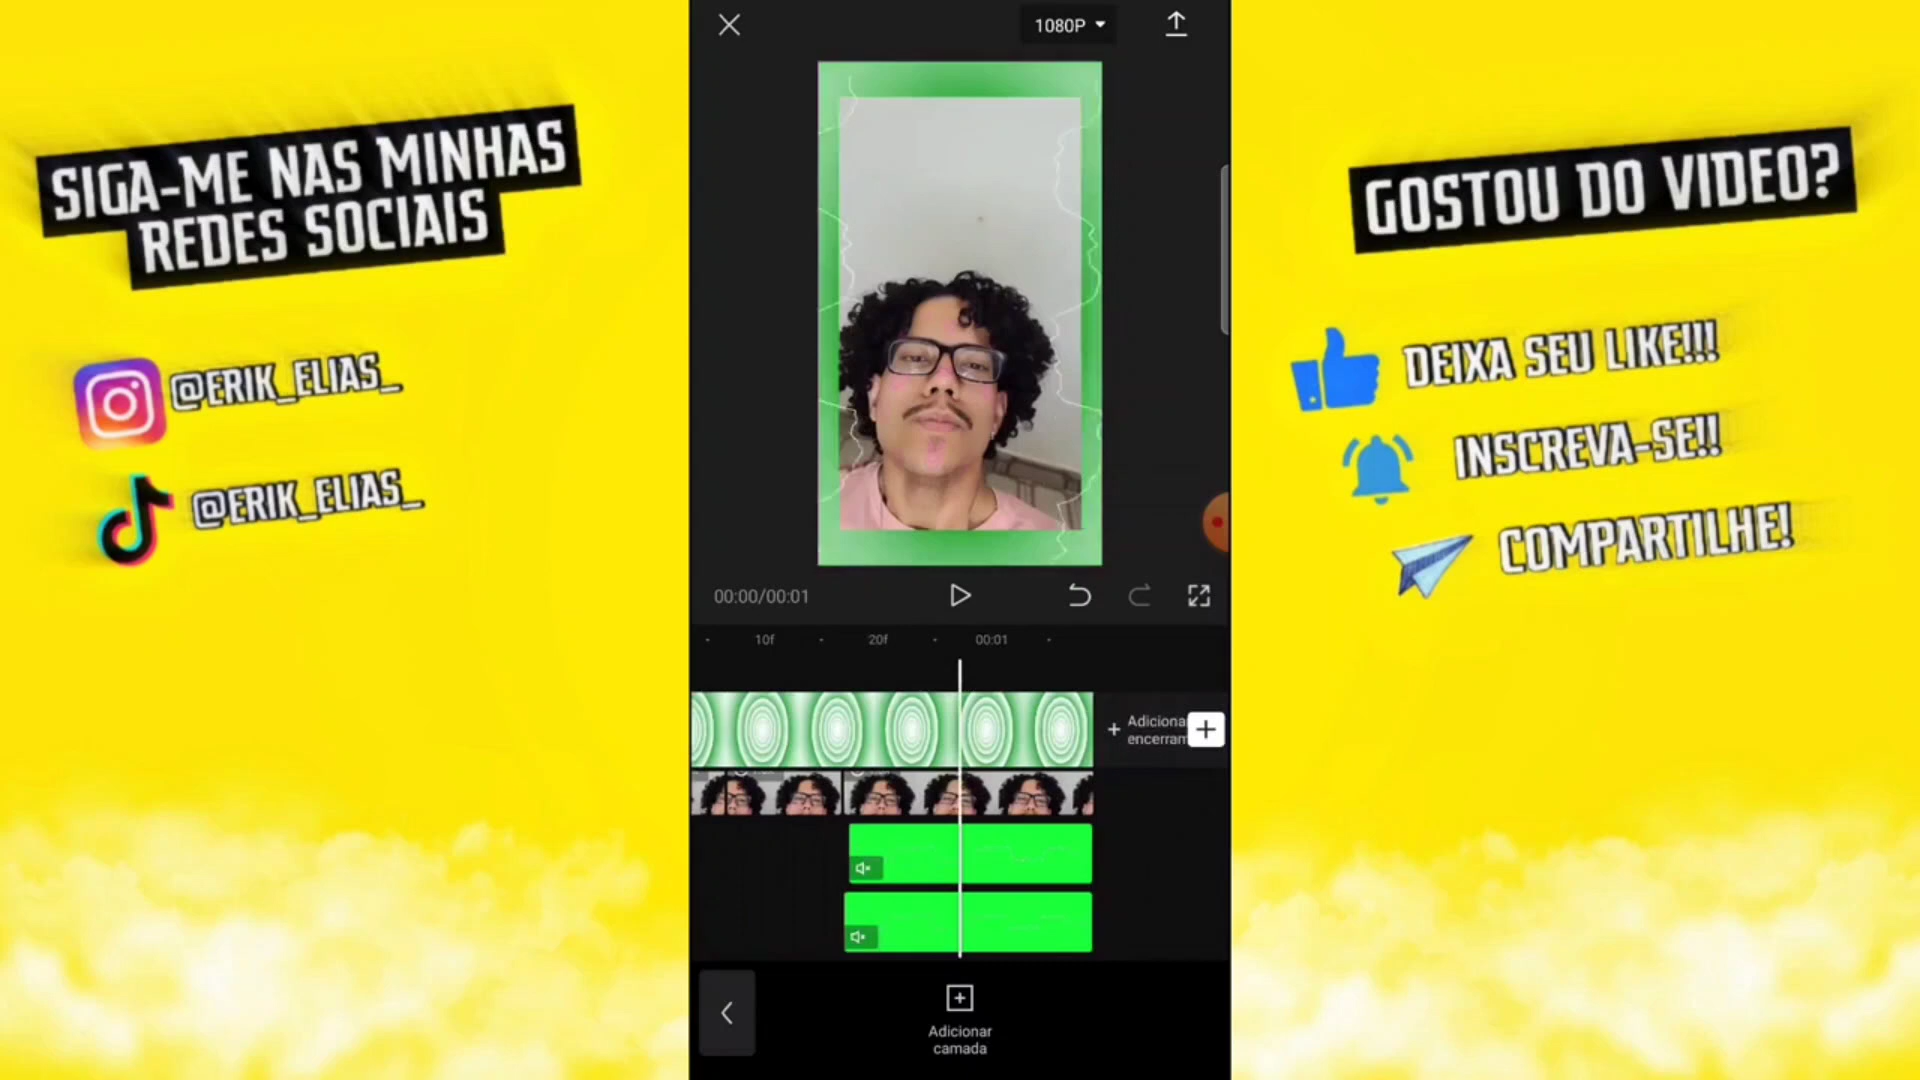 SIGA-ME NAS MINHAS
REDES SOCIAIS
@ERIK_ELIAS_
@ERIK_ELIAS_
1080P
00:00/00:01
10f
20f
00:01
Adiciona
encerram
Adicionar
camada
GOSTOU DO VIDEO?
DEIXA SEU LIKE!!!
INSCREVA-SE!!
COMPARTILHE!